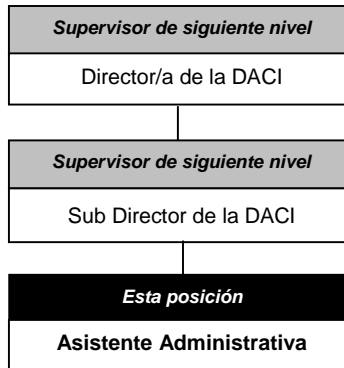 Supervisor de siguiente nivel
Director/a de la DACI
Supervisor de siguiente nivel
Sub Director de la DACI
Esta posición
Asistente Administrativa